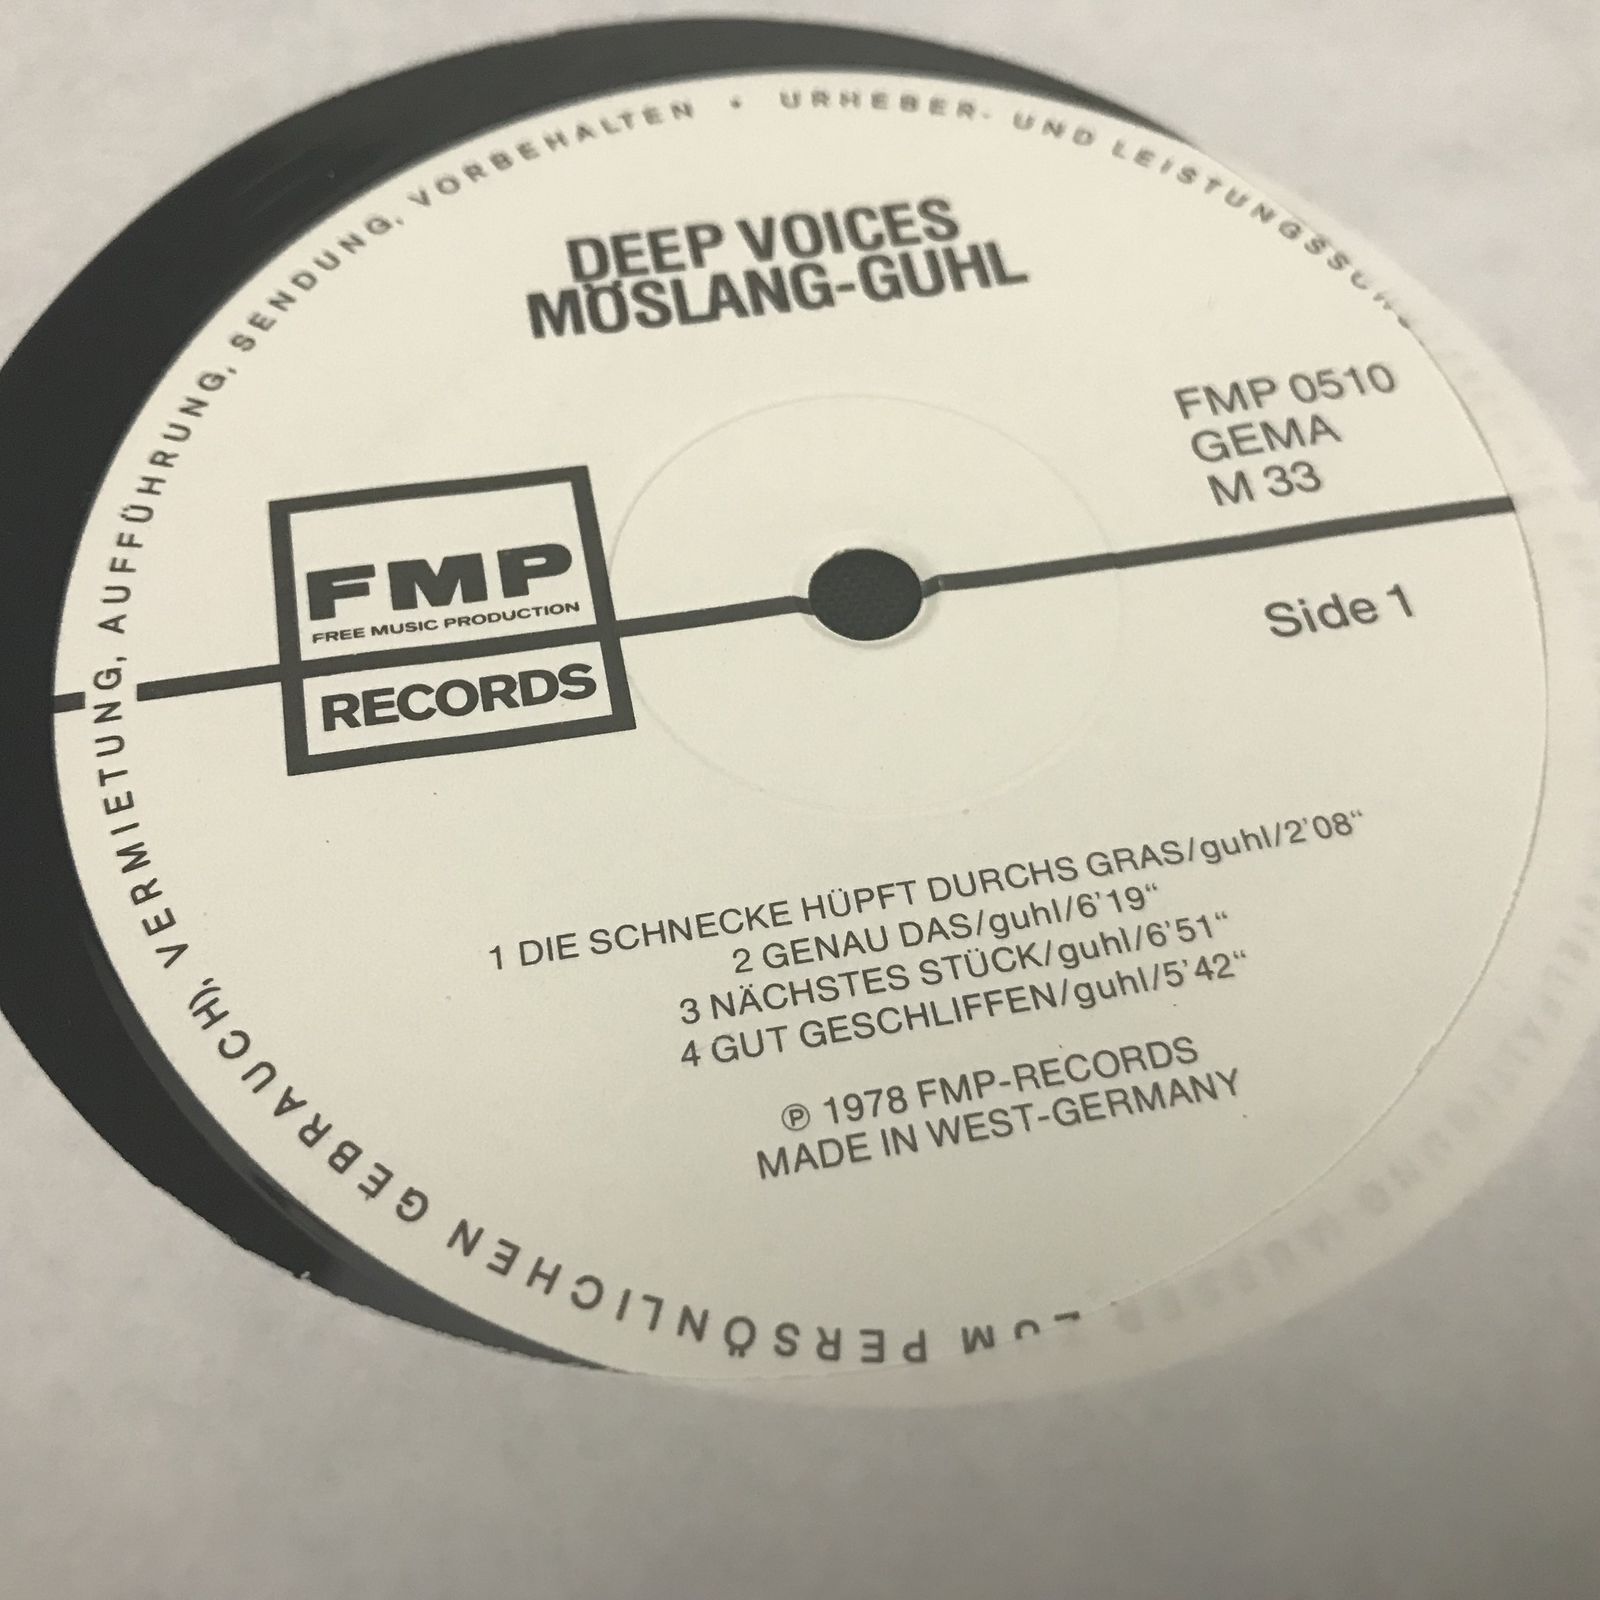 URHEBER- UND LEISTUNGSSCHU
ZUM PERSÖNLICHEN GEBRAUCH), VERMIETUNG, AUFFÜHRUNG, SENDUNG, VORBEHALTEN •
DEEP VOICES
MÖSLANG-GUHL
FMP 0510
GEMA
M 33
FMP
FREE MUSIC PRODUCTION
RECORDS
Side 1
1 DIE SCHNECKE HÜPFT DURCHS GRAS/guhl/2'08“
2 GENAU DAS/guhl/6'19“
3 NÄCHSTES STÜCK/guhl/6'51“
4 GUT GESCHLIFFEN/guhl/5'42“
℗ 1978 FMP-RECORDS
MADE IN WEST-GERMANY